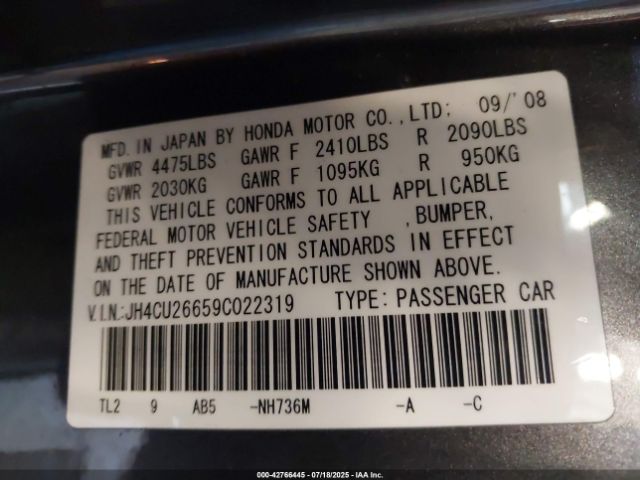 MFD. IN JAPAN BY HONDA MOTOR CO., LTD: 09/'08
GVWR 4475LBS GAWR F 2410LBS R 2090LBS
GVWR 2030KG GAWR F 1095KG R 950KG
THIS VEHICLE CONFORMS TO ALL APPLICABLE
FEDERAL MOTOR VEHICLE SAFETY , BUMPER,
AND THEFT PREVENTION STANDARDS IN EFFECT
ON THE DATE OF MANUFACTURE SHOWN ABOVE.
V.I.N.:JH4CU26659C022319 TYPE: PASSENGER CAR
TL2 9 AB5 -NH736M -A -C
000-42766445 - 07/18/2025 - IAA Inc.